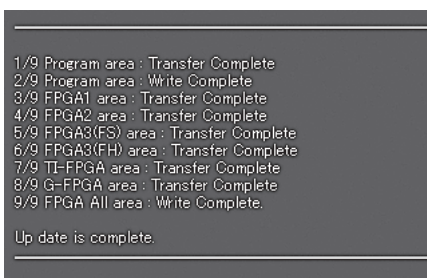 1/9 Program area : Transfer Complete
2/9 Program area : Write Complete
3/9 FPGA1 area : Transfer Complete
4/9 FPGA2 area : Transfer Complete
5/9 FPGA3(FS) area : Transfer Complete
6/9 FPGA3(FH) area : Transfer Complete
7/9 TI-FPGA area : Transfer Complete
8/9 G-FPGA area : Transfer Complete
9/9 FPGA All area : Write Complete.
Up date is complete.